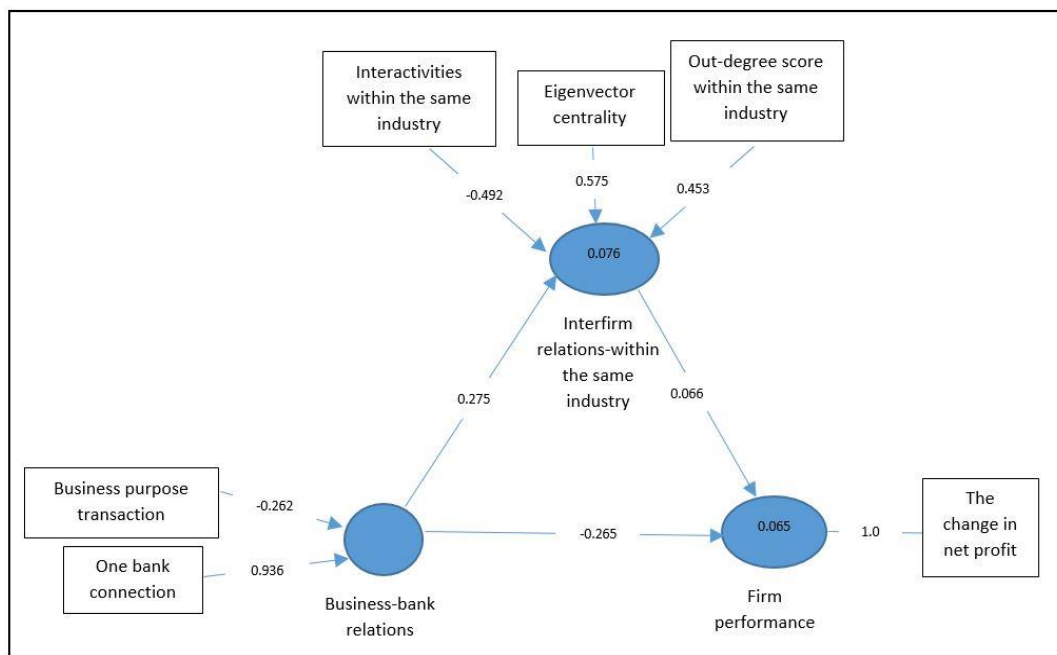 Interactivities
within the same
industry
Eigenvector
centrality
Out-degree score
within the same
industry
-0.492
0.575
0.453
0.076
Interfirm
relations-within
the same
industry
0.275
0.066
Business purpose
transaction
-0.262
One bank
connection
0.936
Business-bank
relations
-0.265
0.065
Firm
performance
1.0
The
change in
net profit